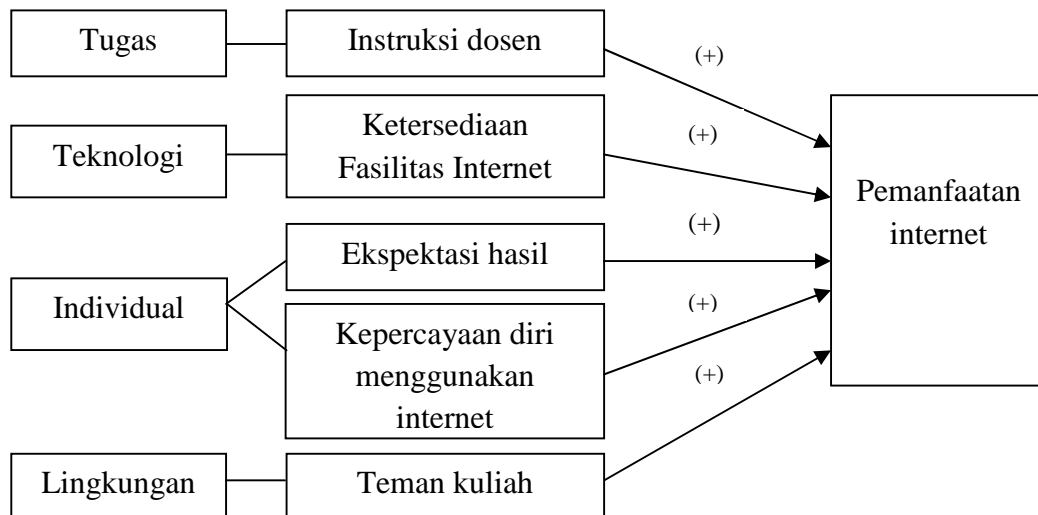 Tugas
Instruksi dosen
(+)
Teknologi
Ketersediaan
Fasilitas Internet
(+)
Pemanfaatan
internet
Individual
Ekspektasi hasil
(+)
Kepercayaan diri
menggunakan
internet
(+)
Lingkungan
Teman kuliah
(+)